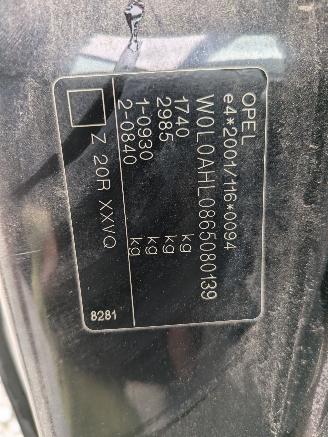 OPEL
e4*2001/116*0094
W0L0AHL0865080139
1740 kg
2985 kg
1-0930 kg
2-0840 kg
Z 20R XXVQ
8281